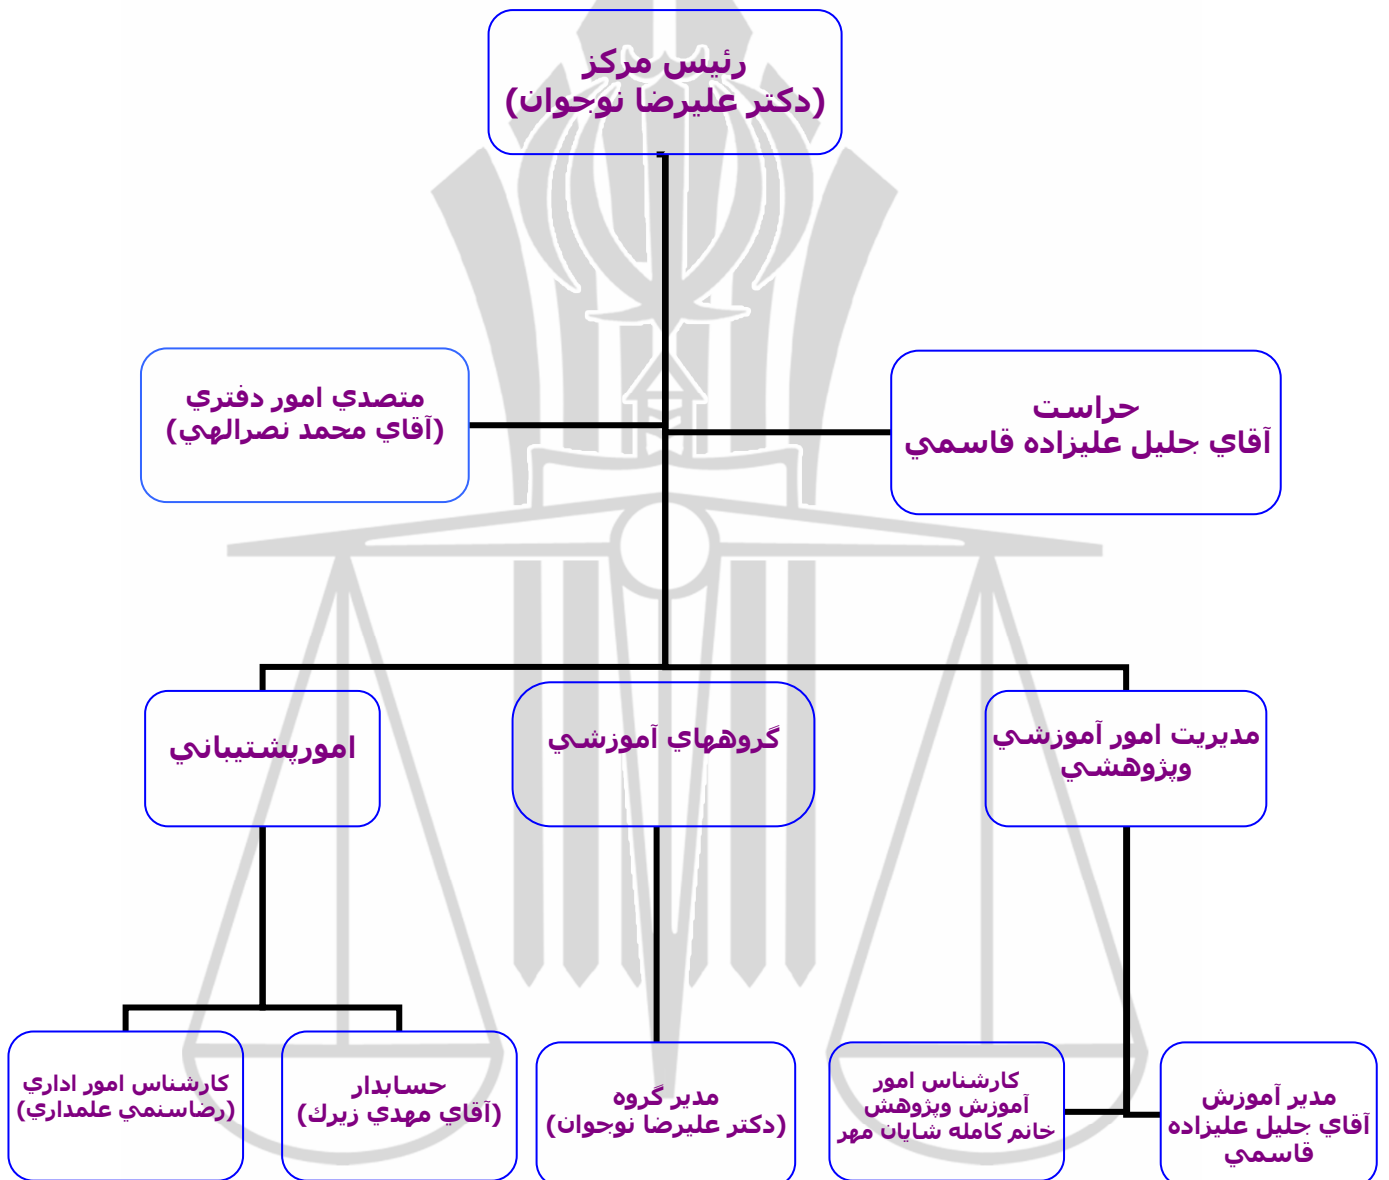 رئيس مركز
(دكتر عليرضا نوجوان)
حراست
آقاي جليل عليزاده قاسمي
متصدي امور دفتري
(آقاي محمد نصرالهي)
مديريت امور آموزشي
وپژوهشي
گروههاي آموزشي
امورپشتيباني
مدير آموزش
آقاي جليل عليزاده
قاسمي
كارشناس امور
آموزش وپژوهش
خانم كامله شايان مهر
مدير گروه
(دكتر عليرضا نوجوان)
حسابدار
(آقاي مهدي زيرك)
كارشناس امور اداري
(رضاسنمي علمداري)